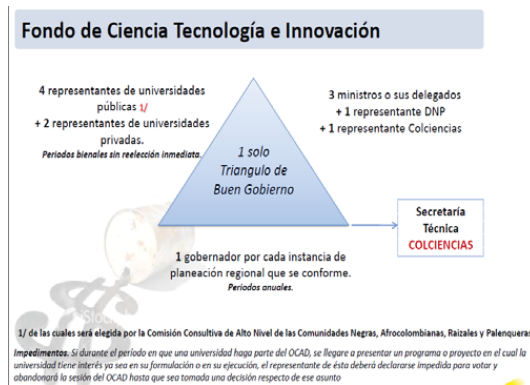 Fondo de Ciencia Tecnología e Innovación
4 representantes de universidades
públicas 1/
+ 2 representantes de universidades
privadas.
Periodos bienales sin reelección inmediata.
3 ministros o sus delegados
+ 1 representante DNP
+ 1 representante Colciencias
1 solo
Triangulo de
Buen Gobierno
Secretaría
Técnica
COLCIENCIAS
1 gobernador por cada instancia de
planeación regional que se conforme.
Periodos anuales.
1/ de las cuales será elegida por la Comisión Consultiva de Alto Nivel de las Comunidades Negras, Afrocolombianas, Raizales y Palenqueras
Impedimentos. Si durante el período en que una universidad haga parte del OCAD, se llegare a presentar un programa o proyecto en el cual la
universidad tiene interés ya sea en su formulación o en su ejecución, el representante de ésta deberá declararse impedida para votar y
abandonará la sesión del OCAD hasta que sea tomada una decisión respecto de ese asunto